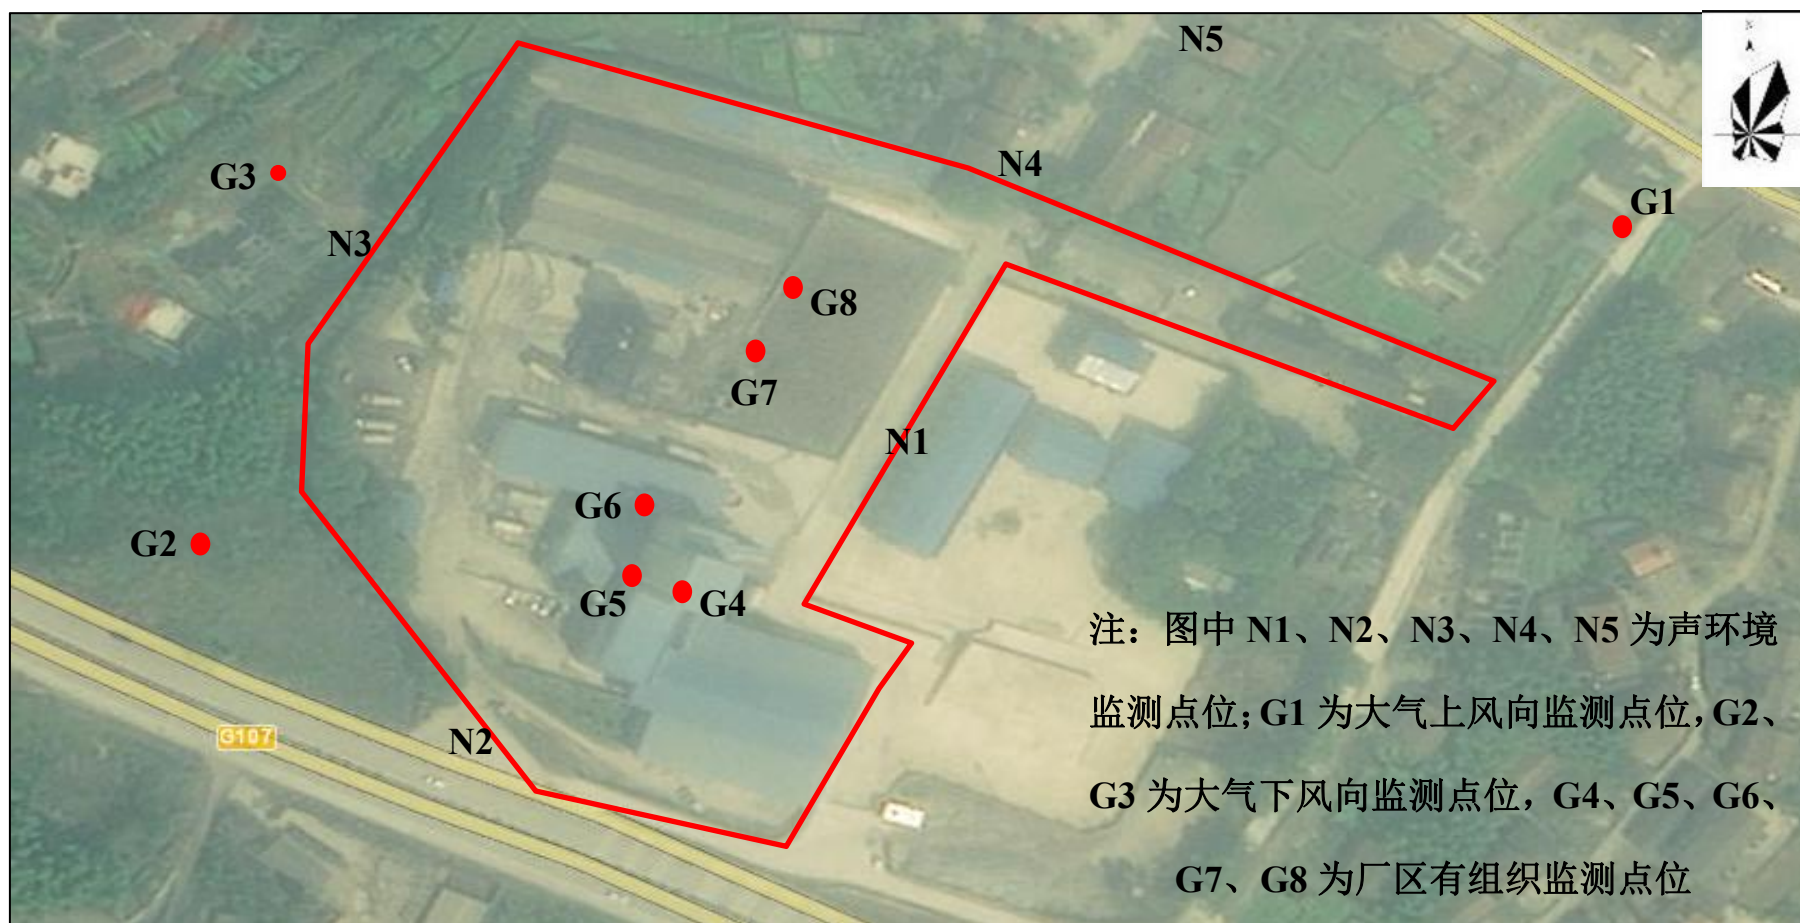 N5
北
N4
G3
G1
N3
G8
G7
N1
G6
G2
G5
G4
注：图中 N1、N2、N3、N4、N5 为声环境
监测点位；G1 为大气上风向监测点位，G2、
G3 为大气下风向监测点位，G4、G5、G6、
G7、G8 为厂区有组织监测点位
G107
N2